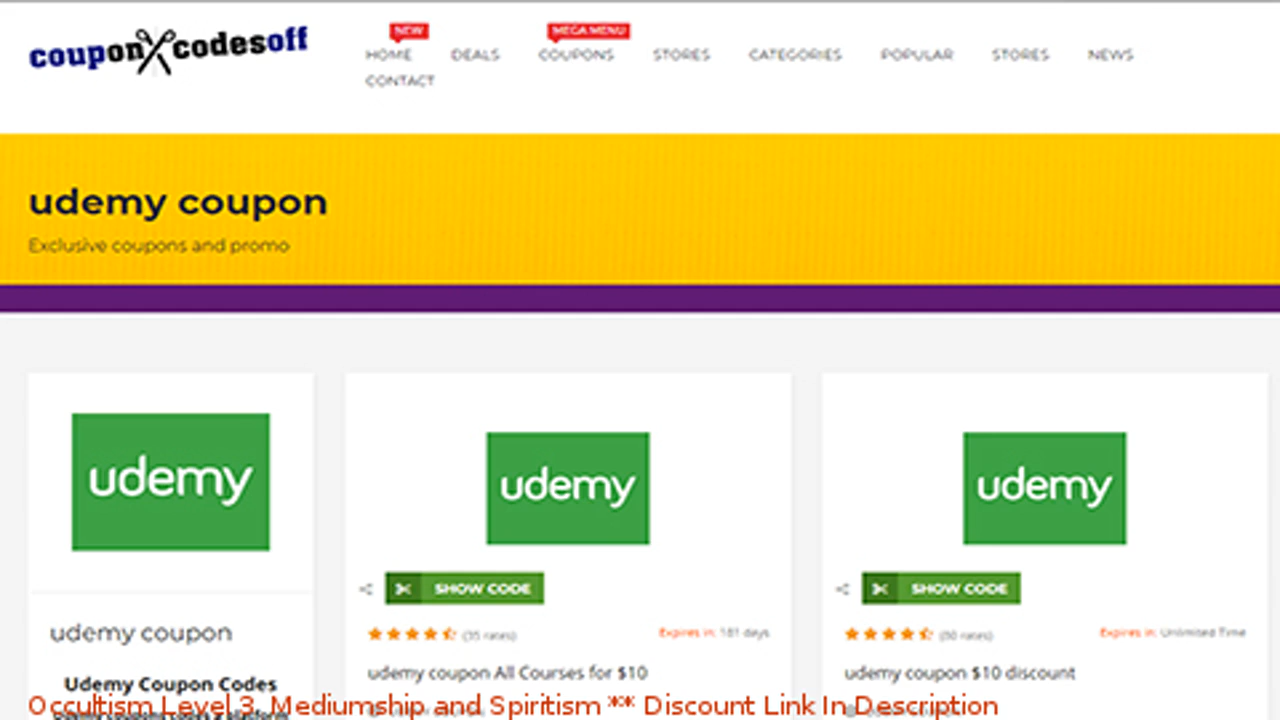 couponcodesoff
NEW
MEGA MENU
HOME DEALS COUPONS STORES CATEGORIES POPULAR STORES NEWS
CONTACT
udemy coupon
Exclusive coupons and promo
udemy
udemy
udemy
SHOW CODE
SHOW CODE
(35 rates)
Expires in: 181 days
(80 rates)
Expires in: Unlimited Time
udemy coupon
udemy coupon All Courses for $10
udemy coupon $10 discount
Udemy Coupon Codes
Occultism Level 3, Mediumship and Spiritism *** Discount Link In Description